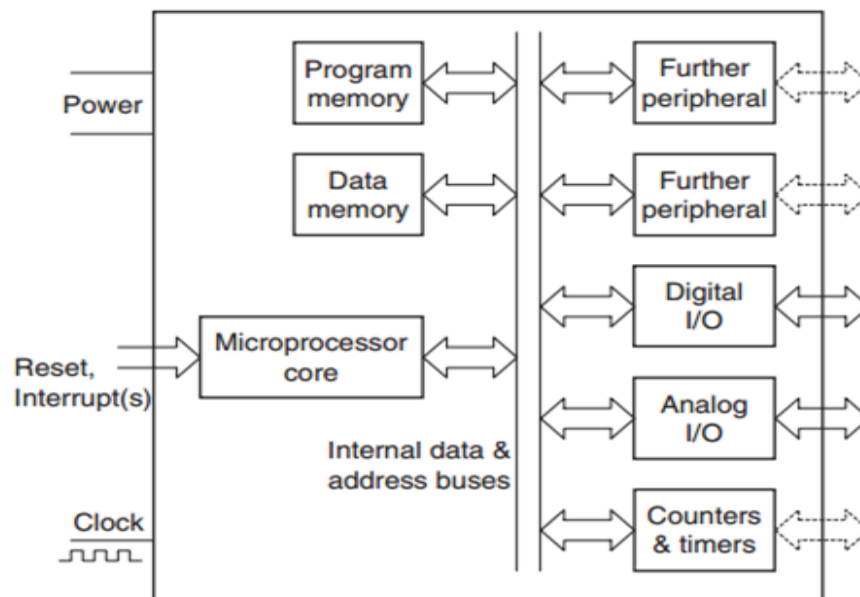 Power
Program
memory
Data
memory
Reset,
Interrupt(s)
Microprocessor
core
Internal data &
address buses
Clock
Further
peripheral
Further
peripheral
Digital
I/O
Analog
I/O
Counters
& timers